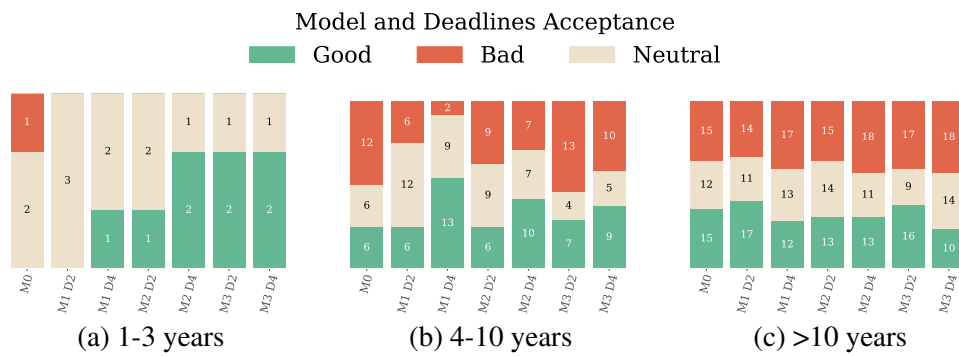 Model and Deadlines Acceptance
Good Bad Neutral
1 1 1 1
2 2
3
2 2 2 2
1 1
M0 M1 D2 M1 D4 M2 D2 M2 D4 M3 D2 M3 D4
(a) 1-3 years
12 6 2 9 7 13 10
6 12 9 9 7 4 5
6 6 13 6 10 7 9
M0 M1 D2 M1 D4 M2 D2 M2 D4 M3 D2 M3 D4
(b) 4-10 years
15 14 17 15 18 17 18
12 11 13 14 11 9 14
15 17 12 13 13 16 10
M0 M1 D2 M1 D4 M2 D2 M2 D4 M3 D2 M3 D4
(c) >10 years